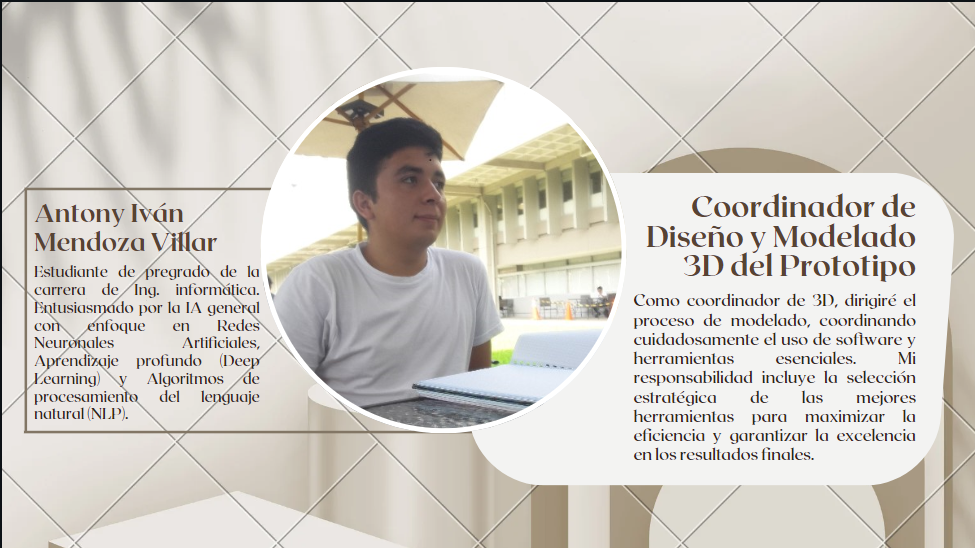 Antony Iván
Mendoza Villar
Estudiante de pregrado de la
carrera de Ing. informática.
Entusiasmado por la IA general
con enfoque en Redes
Neuronales Artificiales,
Aprendizaje profundo (Deep
Learning) y Algoritmos de
procesamiento del lenguaje
natural (NLP).
Coordinador de
Diseño y Modelado
3D del Prototipo
Como coordinador de 3D, dirigiré el
proceso de modelado, coordinando
cuidadosamente el uso de software y
herramientas esenciales. Mi
responsabilidad incluye la selección
estratégica de las mejores
herramientas para maximizar la
eficiencia y garantizar la excelencia
en los resultados finales.